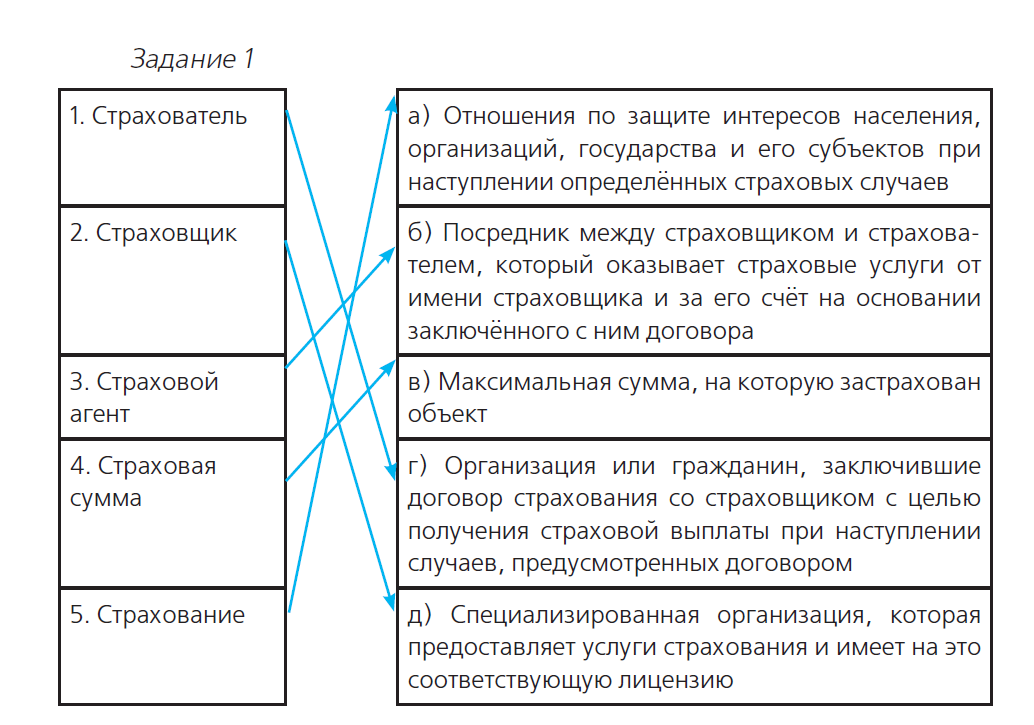 Задание 1
1. Страхователь
а) Отношения по защите интересов населения,
организаций, государства и его субъектов при
наступлении определённых страховых случаев
2. Страховщик
б) Посредник между страховщиком и страхова-
телем, который оказывает страховые услуги от
имени страховщика и за его счёт на основании
заключённого с ним договора
3. Страховой
агент
в) Максимальная сумма, на которую застрахован
объект
4. Страховая
сумма
г) Организация или гражданин, заключившие
договор страхования со страховщиком с целью
получения страховой выплаты при наступлении
случаев, предусмотренных договором
5. Страхование
д) Специализированная организация, которая
предоставляет услуги страхования и имеет на это
соответствующую лицензию